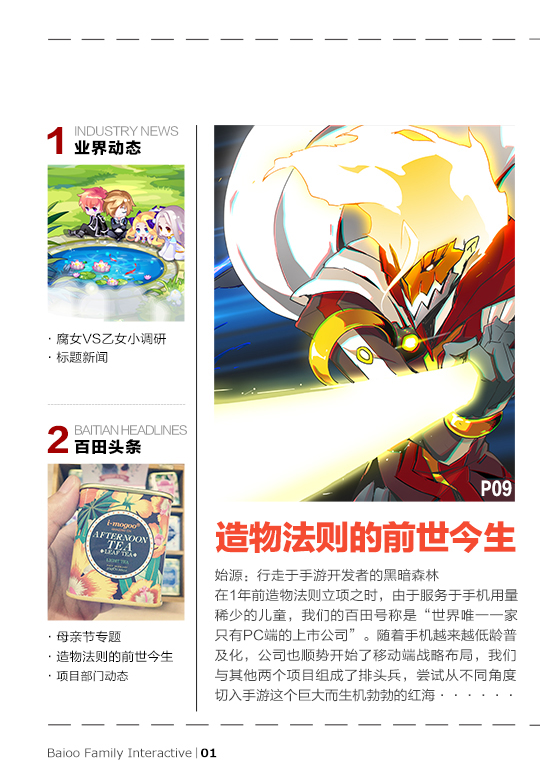 1
INDUSTRY NEWS
业界动态
· 腐女VS乙女小调研
· 标题新闻
2
BAITIAN HEADLINES
百田头条
i-mogoo
AFTERNOON
TEA
LEAF TEA
LIGHT TEA
· 母亲节专题
· 造物法则的前世今生
· 项目部门动态
P09
造物法则的前世今生
始源：行走于手游开发者的黑暗森林
在1年前造物法则立项之时，由于服务于手机用量
稀少的儿童，我们的百田号称是“世界唯一一家
只有PC端的上市公司”。随着手机越来越低龄普
及化，公司也顺势开始了移动端战略布局，我们
与其他两个项目组成了排头兵，尝试从不同角度
切入手游这个巨大而生机勃勃的红海······
Baioo Family Interactive | 01